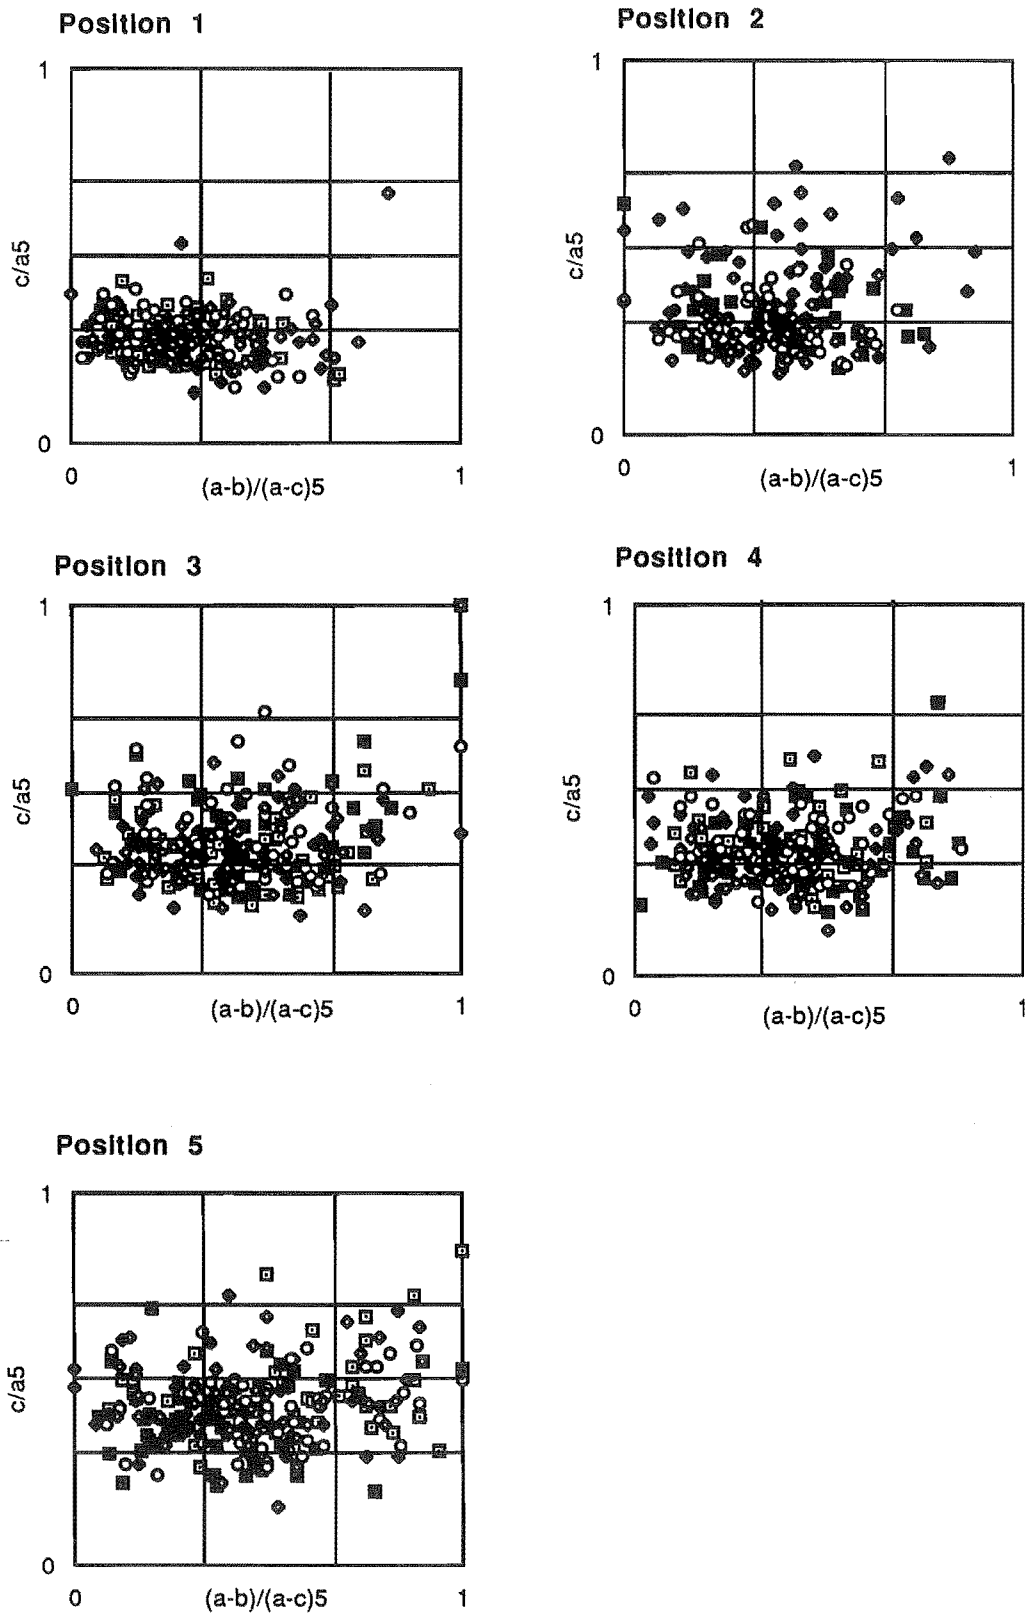 Position 1
Position 2
1
c/a5
0
0
(a-b)/(a-c)5
1
1
c/a5
0
0
(a-b)/(a-c)5
1
Position 3
Position 4
1
c/a5
0
0
(a-b)/(a-c)5
1
1
c/a5
0
0
(a-b)/(a-c)5
1
Position 5
1
c/a5
0
0
(a-b)/(a-c)5
1